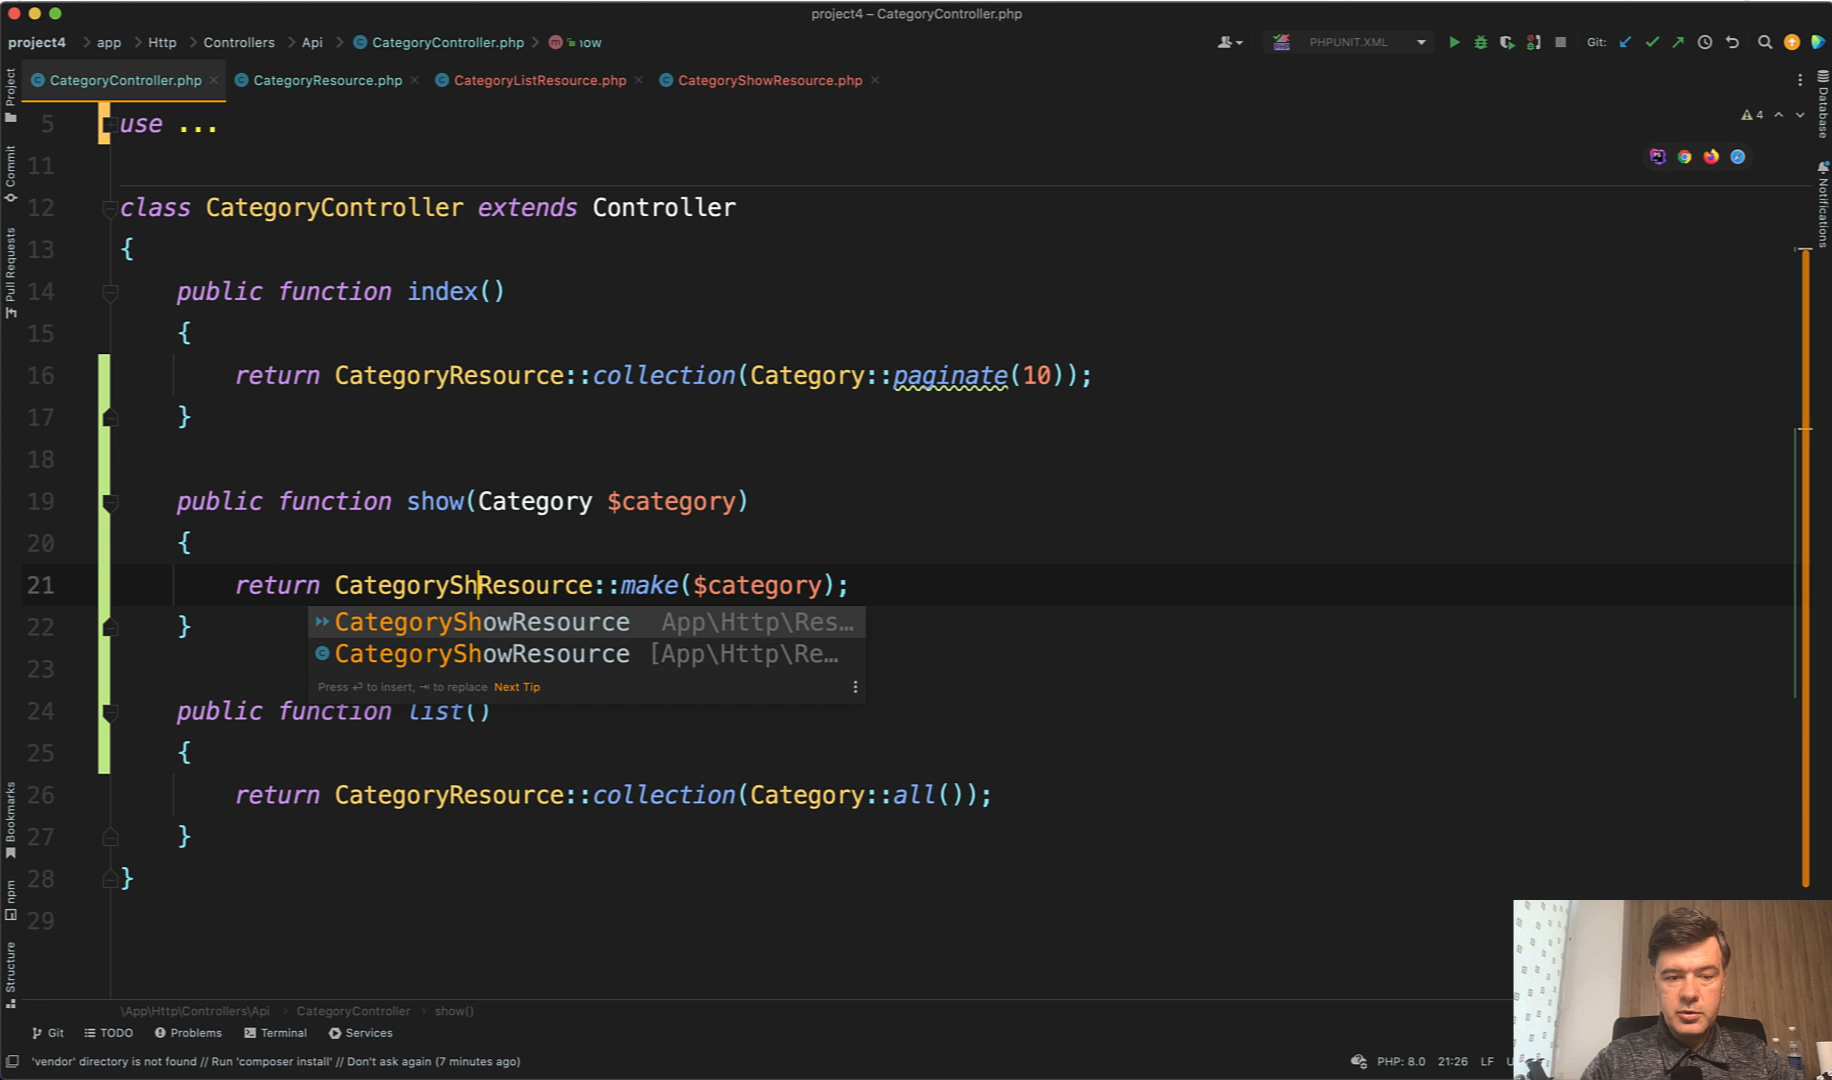 project4 – CategoryController.php
project4 > app > Http > Controllers > Api > CategoryController.php >
PHPUNIT.XML
Git:
CategoryController.php × CategoryResource.php × CategoryListResource.php × CategoryShowResource.php ×
Project
Commit
Pull Requests
Bookmarks
npm
Structure
Database
Notifications
4
5 use ...
11
12 class CategoryController extends Controller
13 {
14 public function index()
15 {
16 return CategoryResource::collection(Category::paginate(10));
17 }
18
19 public function show(Category $category)
20 {
21 return CategoryShResource::make($category);
CategoryShowResource App\Http\Res…
CategoryShowResource [App\Http\Re…
Press ⏎ to insert, ⇥ to replace Next Tip
22 }
23
24 public function list()
25 {
26 return CategoryResource::collection(Category::all());
27 }
28 }
29
\App\Http\Controllers\Api > CategoryController > show()
Git TODO Problems Terminal Services
'vendor' directory is not found // Run 'composer install' // Don't ask again (7 minutes ago)
PHP: 8.0 21:26 LF